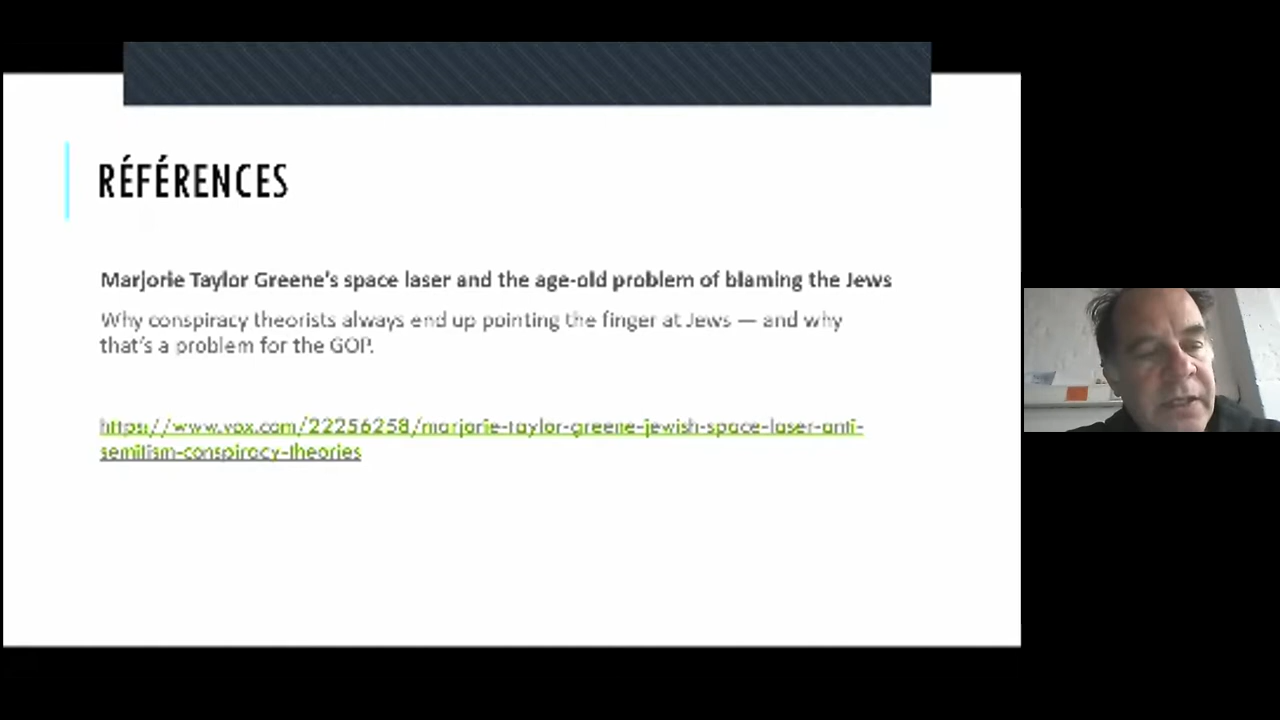 RÉFÉRENCES
Marjorie Taylor Greene's space laser and the age-old problem of blaming the Jews
Why conspiracy theorists always end up pointing the finger at Jews — and why
that's a problem for the GOP.
https://www.vox.com/22256258/marjorie-taylor-greene-jewish-space-laser-anti-
semitism-conspiracy-theories